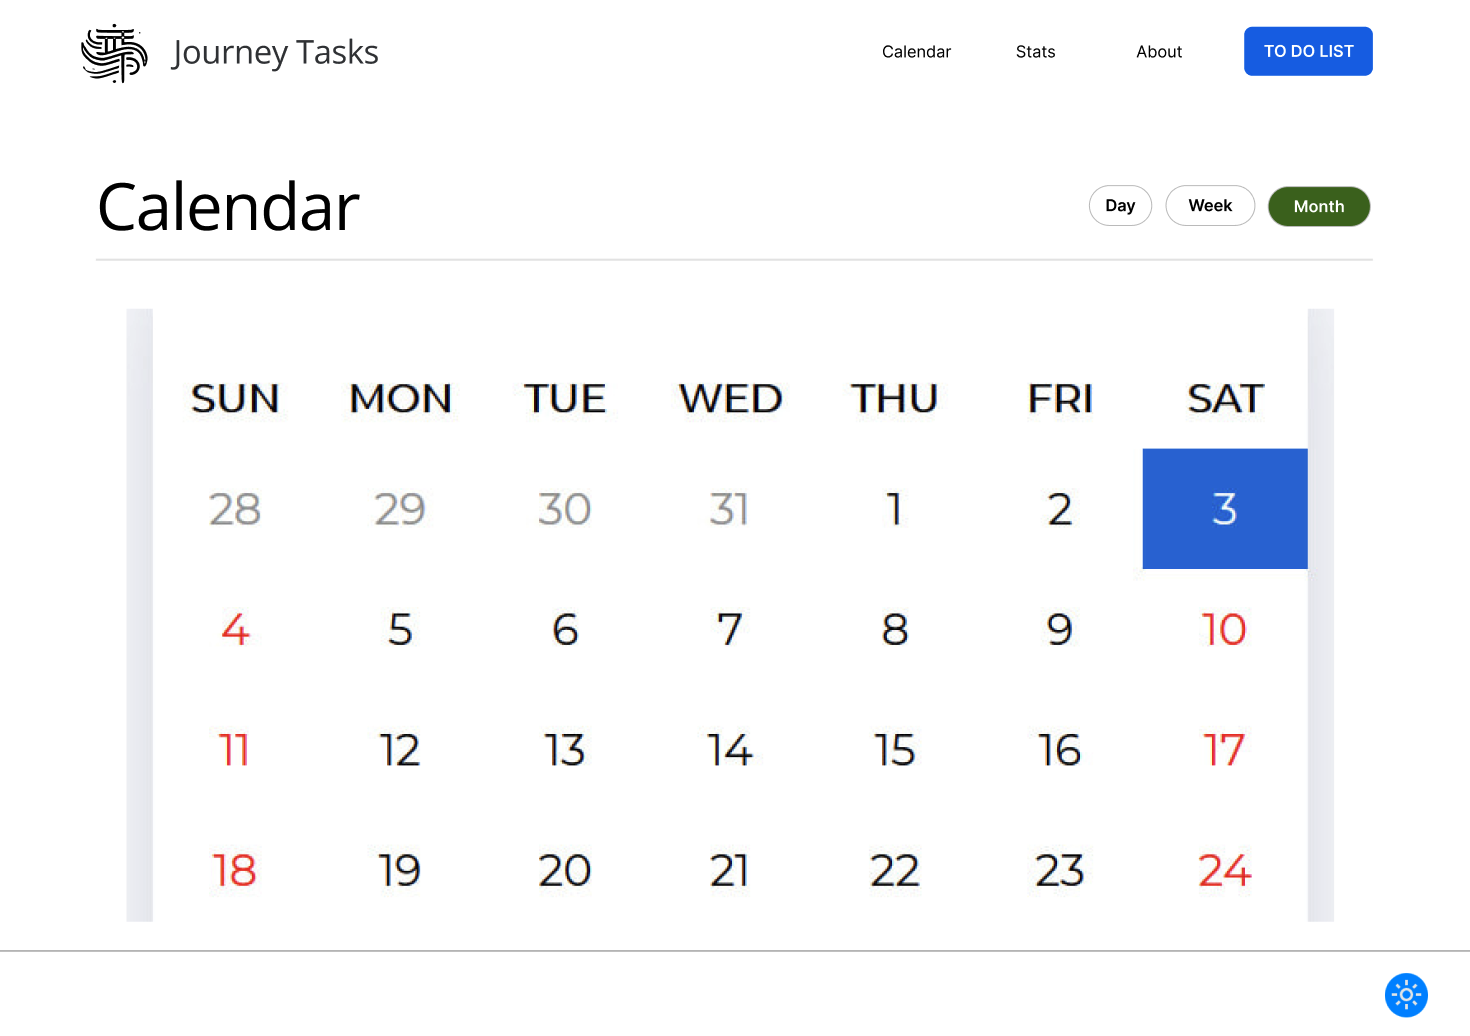 Journey Tasks
Calendar Stats About TO DO LIST
Calendar
Day Week Month
SUN MON TUE WED THU FRI SAT
28 29 30 31 1 2 3
4 5 6 7 8 9 10
11 12 13 14 15 16 17
18 19 20 21 22 23 24